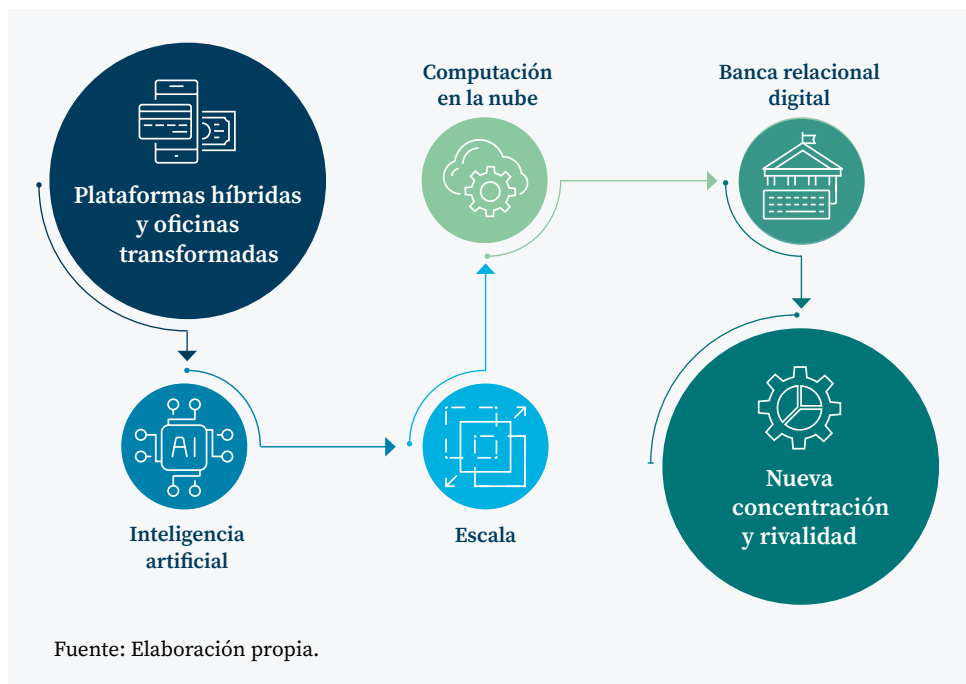 Plataformas híbridas
y oficinas
transformadas
Inteligencia
artificial
AI
Escala
Computación
en la nube
Banca relacional
digital
Nueva
concentración
y rivalidad
Fuente: Elaboración propia.